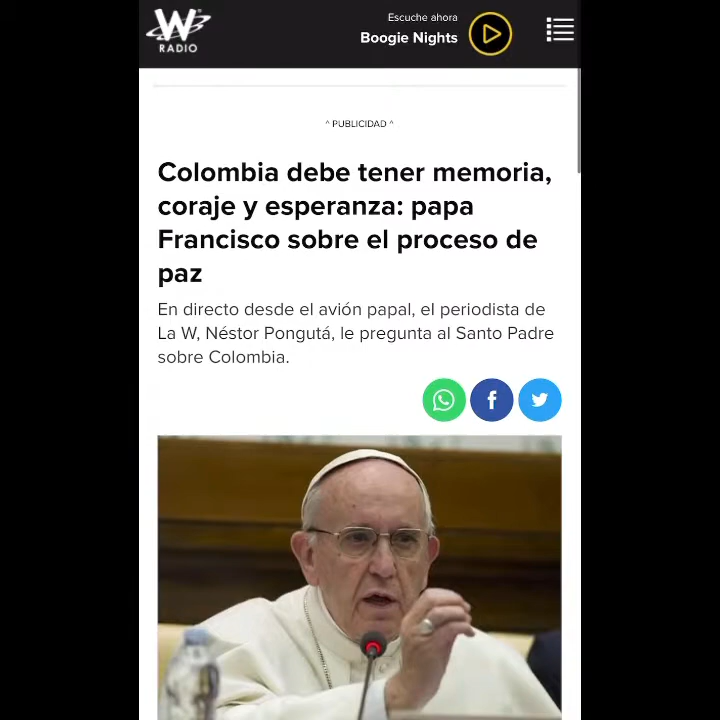 W
RADIO
Escuche ahora
Boogie Nights
^ PUBLICIDAD ^
Colombia debe tener memoria,
coraje y esperanza: papa
Francisco sobre el proceso de
paz
En directo desde el avión papal, el periodista de
La W, Néstor Pongutá, le pregunta al Santo Padre
sobre Colombia.